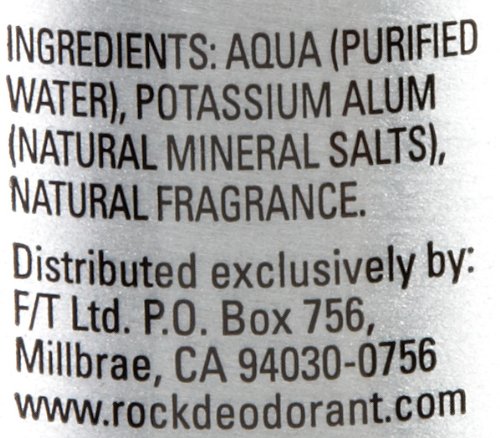 INGREDIENTS: AQUA (PURIFIED
WATER), POTASSIUM ALUM
(NATURAL MINERAL SALTS),
NATURAL FRAGRANCE.
Distributed exclusively by:
F/T Ltd. P.O. Box 756,
Millbrae, CA 94030-0756
www.rockdeodorant.com